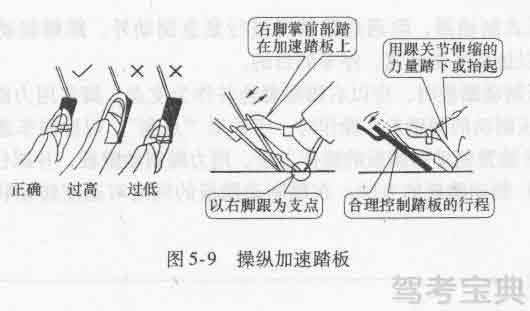 右脚掌前部踏
在加速踏板上
用踝关节伸缩的
力量踏下或抬起
正确 过高 过低
以右脚跟为支点
合理控制踏板的行程
图5-9 操纵加速踏板
驾考宝典